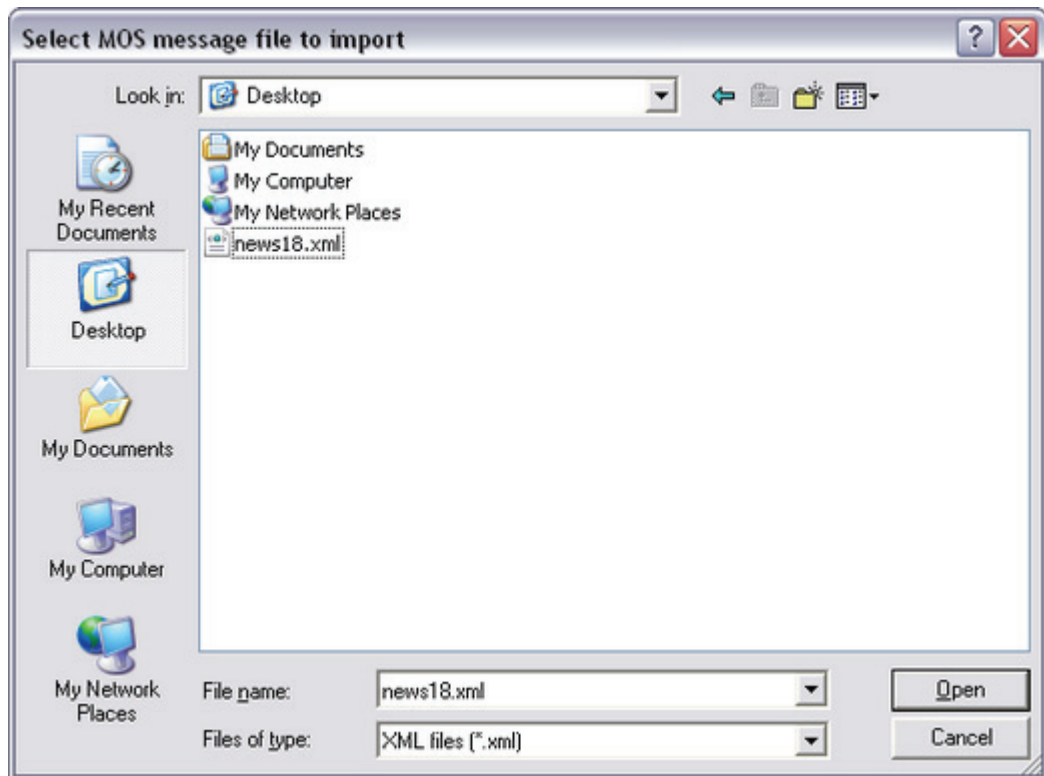 Select MOS message file to import
Look in:
Desktop
My Documents
My Computer
My Network Places
news18.xml
My Recent
Documents
Desktop
My Documents
My Computer
My Network
Places
File name:
news18.xml
Open
Files of type:
XML files (*.xml)
Cancel